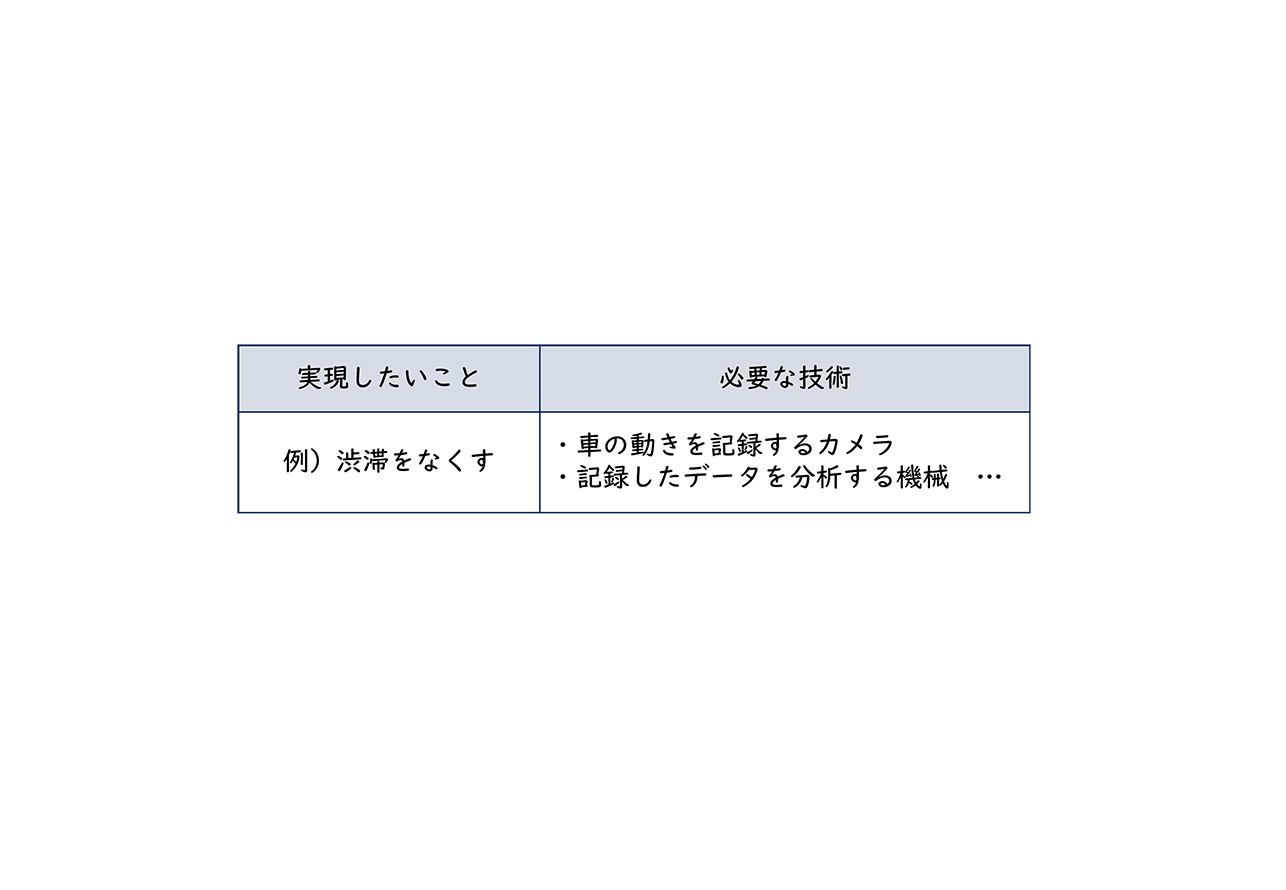 実現したいこと
必要な技術
例）渋滞をなくす
・車の動きを記録するカメラ
・記録したデータを分析する機械　…